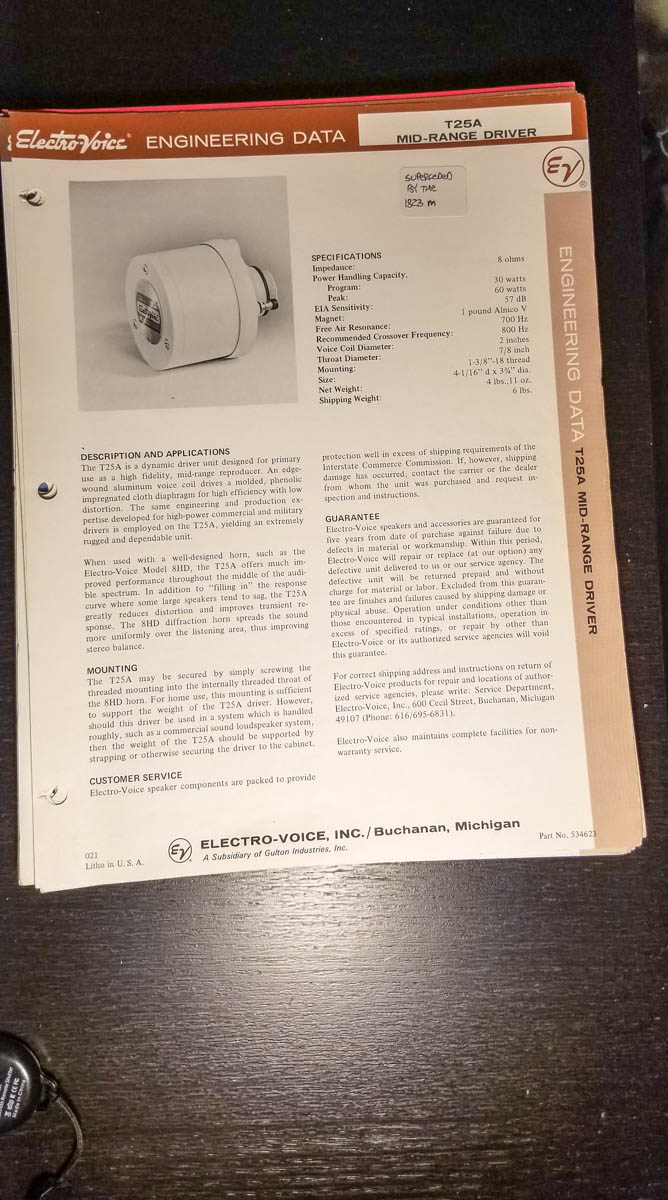 Electro-Voice® ENGINEERING DATA
T25A
MID-RANGE DRIVER
EV®
SUPERCEDED
BY THE
1823 M
SPECIFICATIONS
Impedance: 8 ohms
Power Handling Capacity,
Program: 30 watts
Peak: 60 watts
EIA Sensitivity: 57 dB
Magnet: 1 pound Alnico V
Free Air Resonance: 700 Hz
Recommended Crossover Frequency: 800 Hz
Voice Coil Diameter: 2 inches
Throat Diameter: 7/8 inch
Mounting: 1-3/8"-18 thread
Size: 4-1/16" d x 3¾" dia.
Net Weight: 4 lbs., 11 oz.
Shipping Weight: 6 lbs.
DESCRIPTION AND APPLICATIONS
The T25A is a dynamic driver unit designed for primary
use as a high fidelity, mid-range reproducer. An edge-
wound aluminum voice coil drives a molded, phenolic
impregnated cloth diaphragm for high efficiency with low
distortion. The same engineering and production ex-
pertise developed for high-power commercial and military
drivers is employed on the T25A, yielding an extremely
rugged and dependable unit.
When used with a well-designed horn, such as the
Electro-Voice Model 8HD, the T25A offers much im-
proved performance throughout the middle of the audi-
ble spectrum. In addition to "filling in" the response
curve where some large speakers tend to sag, the T25A
greatly reduces distortion and improves transient re-
sponse. The 8HD diffraction horn spreads the sound
more uniformly over the listening area, thus improving
stereo balance.
MOUNTING
The T25A may be secured by simply screwing the
threaded mounting into the internally threaded throat of
the 8HD horn. For home use, this mounting is sufficient
to support the weight of the T25A driver. However,
should this driver be used in a system which is handled
roughly, such as a commercial sound loudspeaker system,
then the weight of the T25A should be supported by
strapping or otherwise securing the driver to the cabinet.
CUSTOMER SERVICE
Electro-Voice speaker components are packed to provide
protection well in excess of shipping requirements of the
Interstate Commerce Commission. If, however, shipping
damage has occurred, contact the carrier or the dealer
from whom the unit was purchased and request in-
spection and instructions.
GUARANTEE
Electro-Voice speakers and accessories are guaranteed for
five years from date of purchase against failure due to
defects in material or workmanship. Within this period,
Electro-Voice will repair or replace (at our option) any
defective unit delivered to us or our service agency. The
defective unit will be returned prepaid and without
charge for material or labor. Excluded from this guaran-
tee are finishes and failures caused by shipping damage or
physical abuse. Operation under conditions other than
those encountered in typical installations, operation in
excess of specified ratings, or repair by other than
Electro-Voice or its authorized service agencies will void
this guarantee.
For correct shipping address and instructions on return of
Electro-Voice products for repair and locations of author-
ized service agencies, please write: Service Department,
Electro-Voice, Inc., 600 Cecil Street, Buchanan, Michigan
49107 (Phone: 616/695-6831).
Electro-Voice also maintains complete facilities for non-
warranty service.
ENGINEERING DATA T25A MID-RANGE DRIVER
021
Litho in U. S. A.
EV® ELECTRO-VOICE, INC./Buchanan, Michigan
A Subsidiary of Gulton Industries, Inc.
Part No. 534623
Made in China